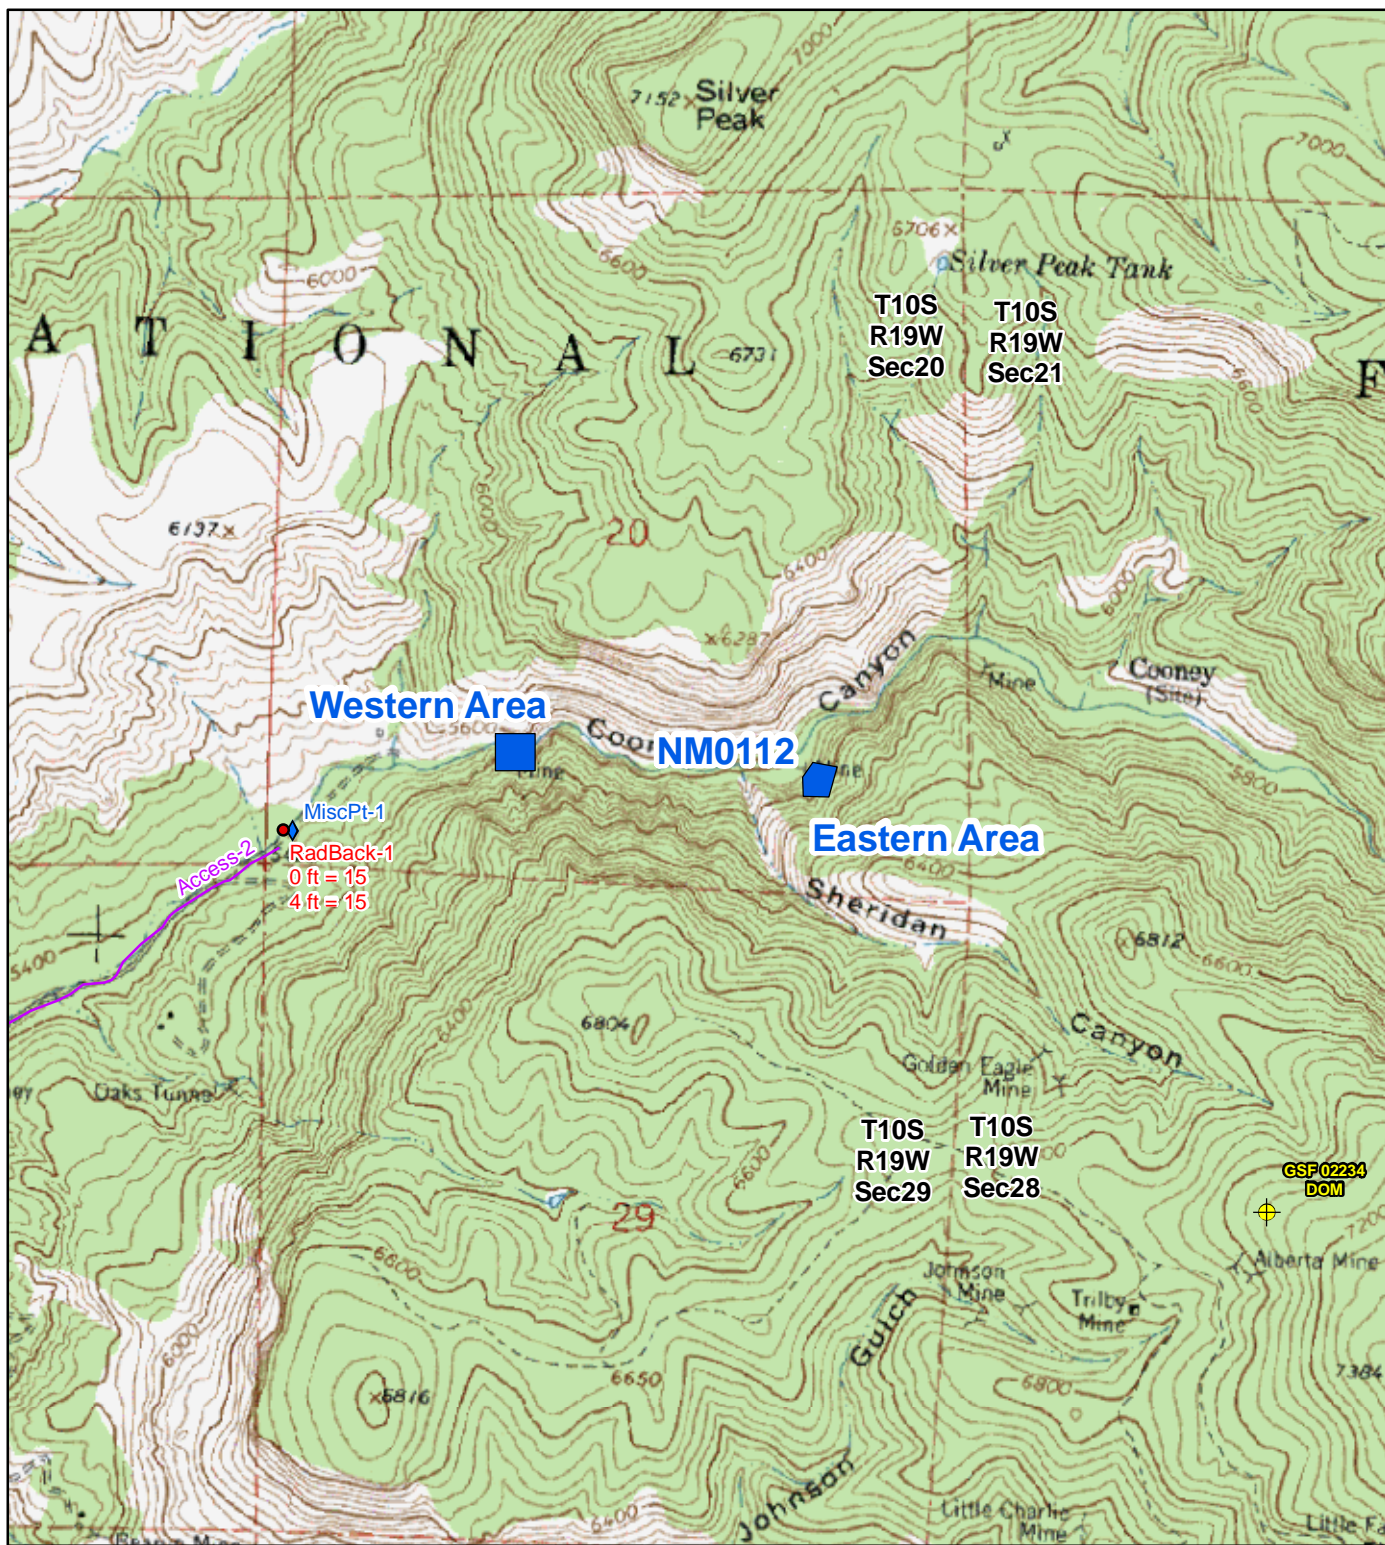 7000
7152
Silver
Peak
7000
6706
6600
Silver Peak Tank
6000
T10S
R19W
Sec20
T10S
R19W
Sec21
A T I O N A L
F
6731
6600
6000
6137
20
6400
6000
6287
Canyon
Mine
Cooney
(Site)
Western Area
5600
NM0112
5800
MiscPt-1
Eastern Area
Access-2
RadBack-1
0 ft = 15
4 ft = 15
6400
Sheridan
6812
6600
5400
6400
6804
Canyon
Golden Eagle
Mine
Oaks Tunnel
T10S
R19W
Sec29
T10S
R19W
Sec28
6600
GSF 02234
DOM
29
7200
6600
Alberta Mine
Johnson
Mine
Trilby
Mine
Gulch
6000
6650
6800
7384
6816
Johnson
6400
Little Charlie
Mine